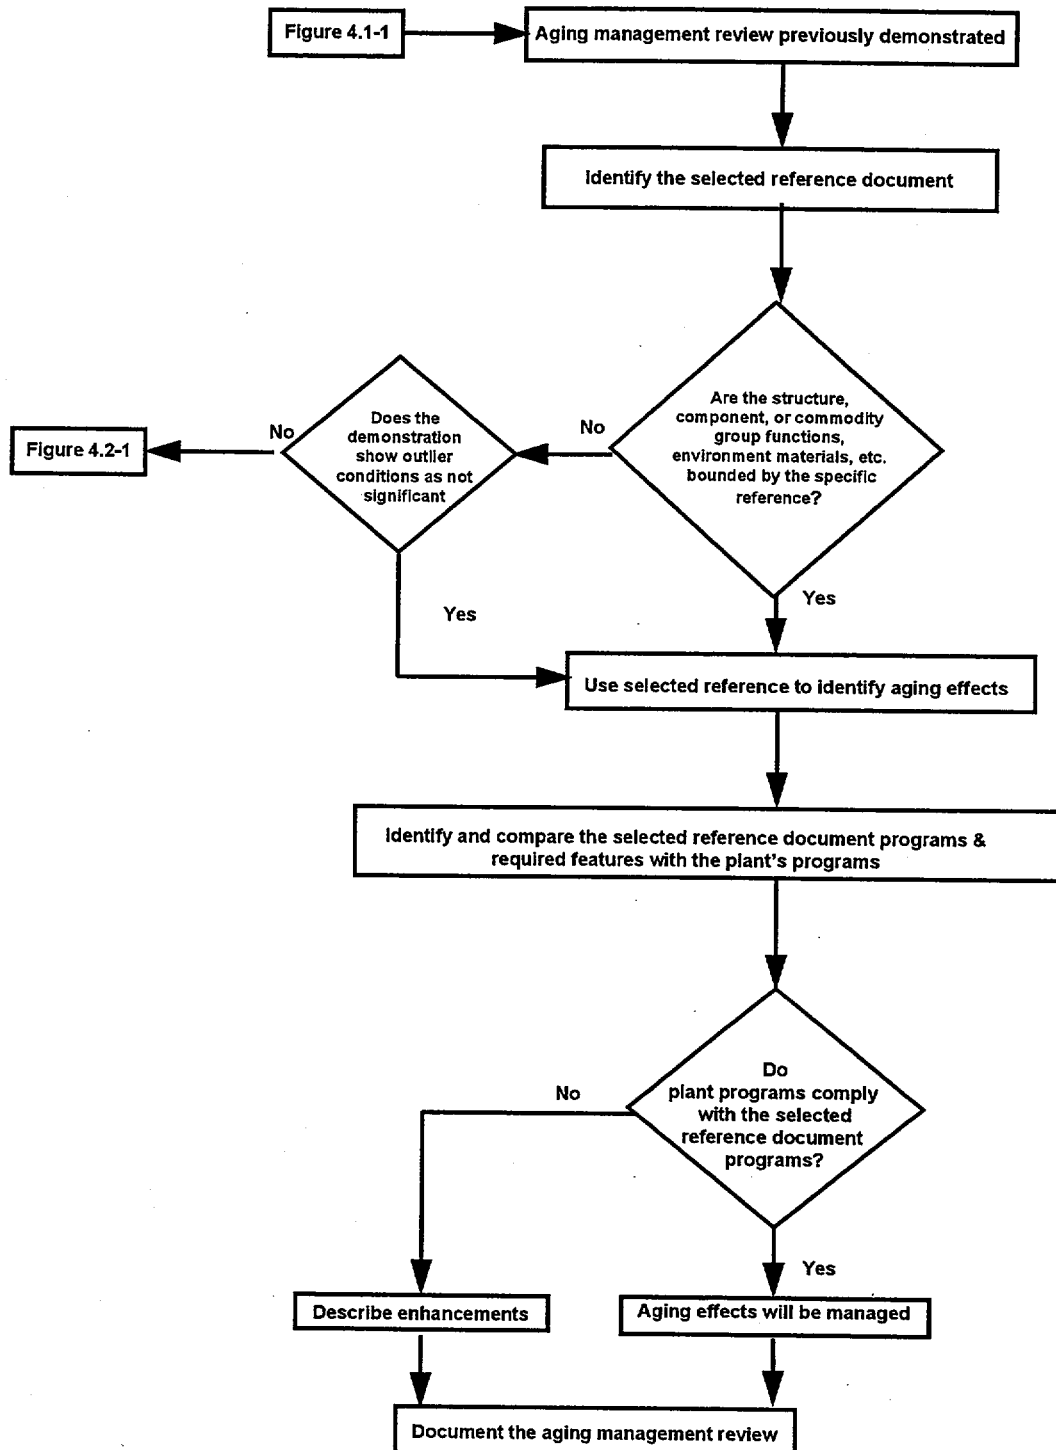 Figure 4.1-1
Aging management review previously demonstrated
Identify the selected reference document
Are the structure,
component, or commodity
group functions,
environment materials, etc.
bounded by the specific
reference?
No
Does the
demonstration
show outlier
conditions as not
significant
No
Figure 4.2-1
Yes
Yes
Use selected reference to identify aging effects
Identify and compare the selected reference document programs &
required features with the plant's programs
Do
plant programs comply
with the selected
reference document
programs?
No
Yes
Describe enhancements
Aging effects will be managed
Document the aging management review